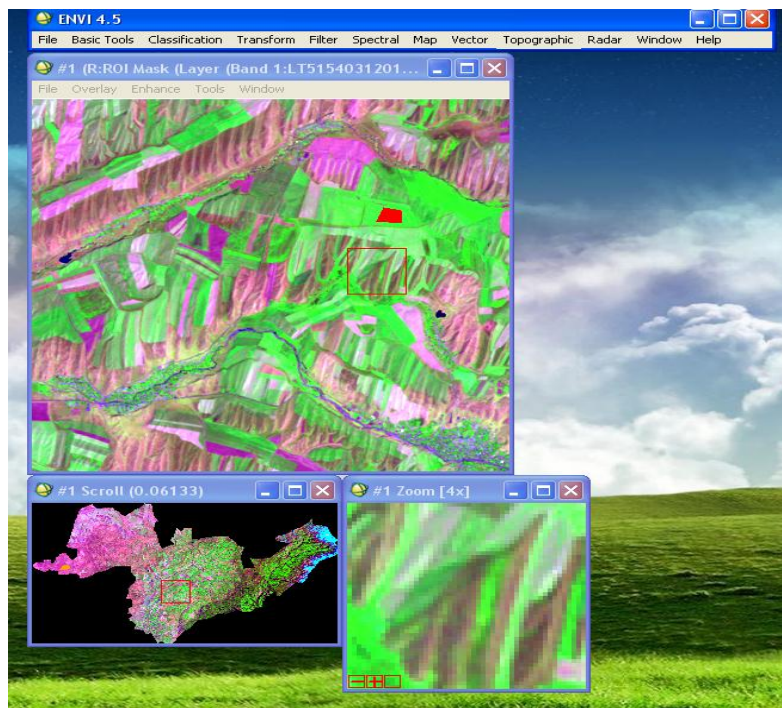 ENVI 4.5
File Basic Tools Classification Transform Filter Spectral Map Vector Topographic Radar Window Help
#1 (R:ROI Mask (Layer (Band 1:LT5154031201...
File Overlay Enhance Tools Window
#1 Scroll (0.06133)
#1 Zoom [4x]